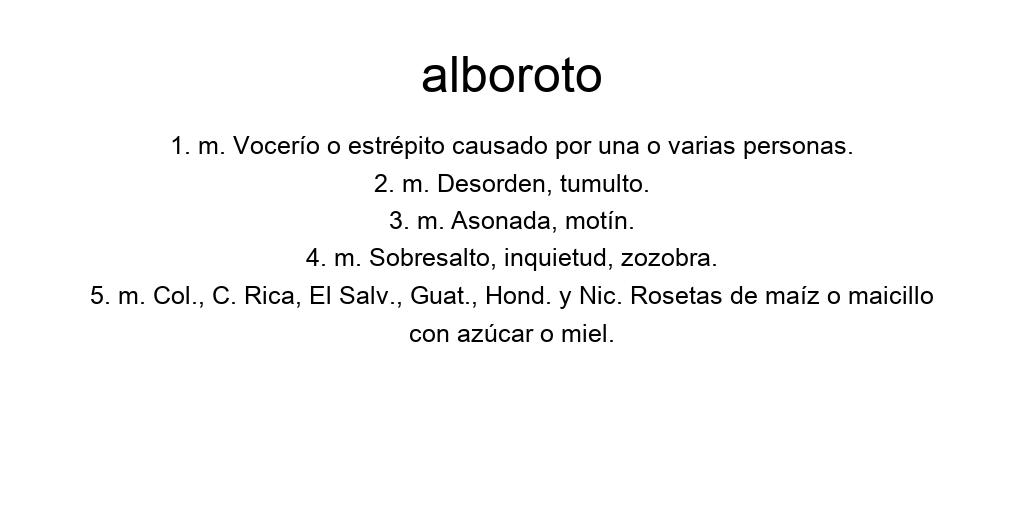 alboroto
1. m. Vocerío o estrépito causado por una o varias personas.
2. m. Desorden, tumulto.
3. m. Asonada, motín.
4. m. Sobresalto, inquietud, zozobra.
5. m. Col., C. Rica, El Salv., Guat., Hond. y Nic. Rosetas de maíz o maicillo
con azúcar o miel.